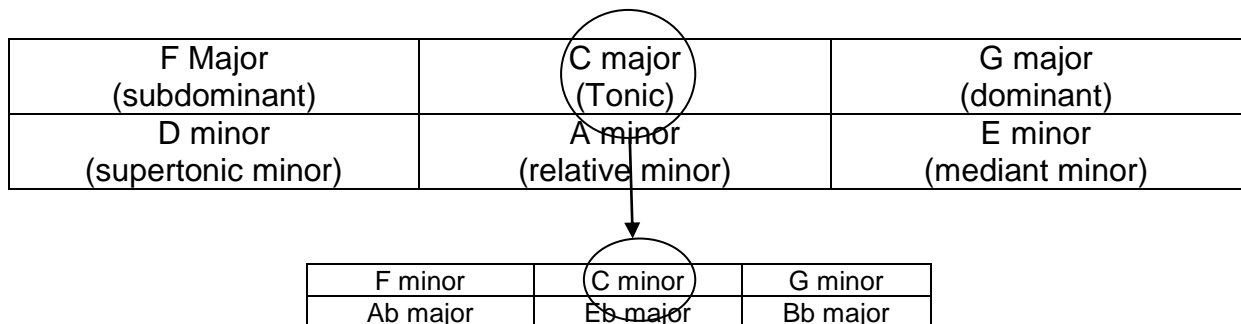 F Major C major G major
(subdominant) (Tonic) (dominant)
D minor A minor E minor
(supertonic minor) (relative minor) (mediant minor)
F minor C minor G minor
Ab major Eb major Bb major